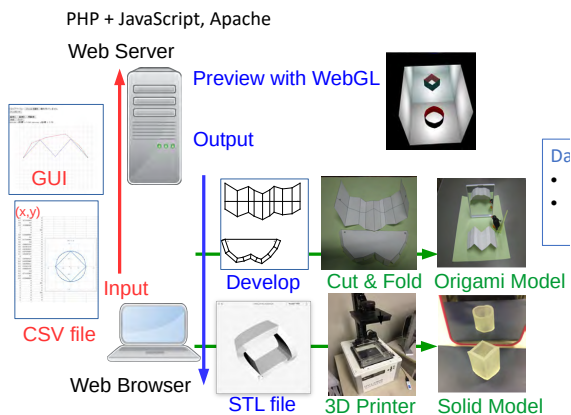 PHP + JavaScript, Apache
Web Server
Preview with WebGL
Output
GUI
(x,y)
Input
CSV file
Web Browser
Develop
Cut & Fold
Origami Model
STL file
3D Printer
Solid Model
Da